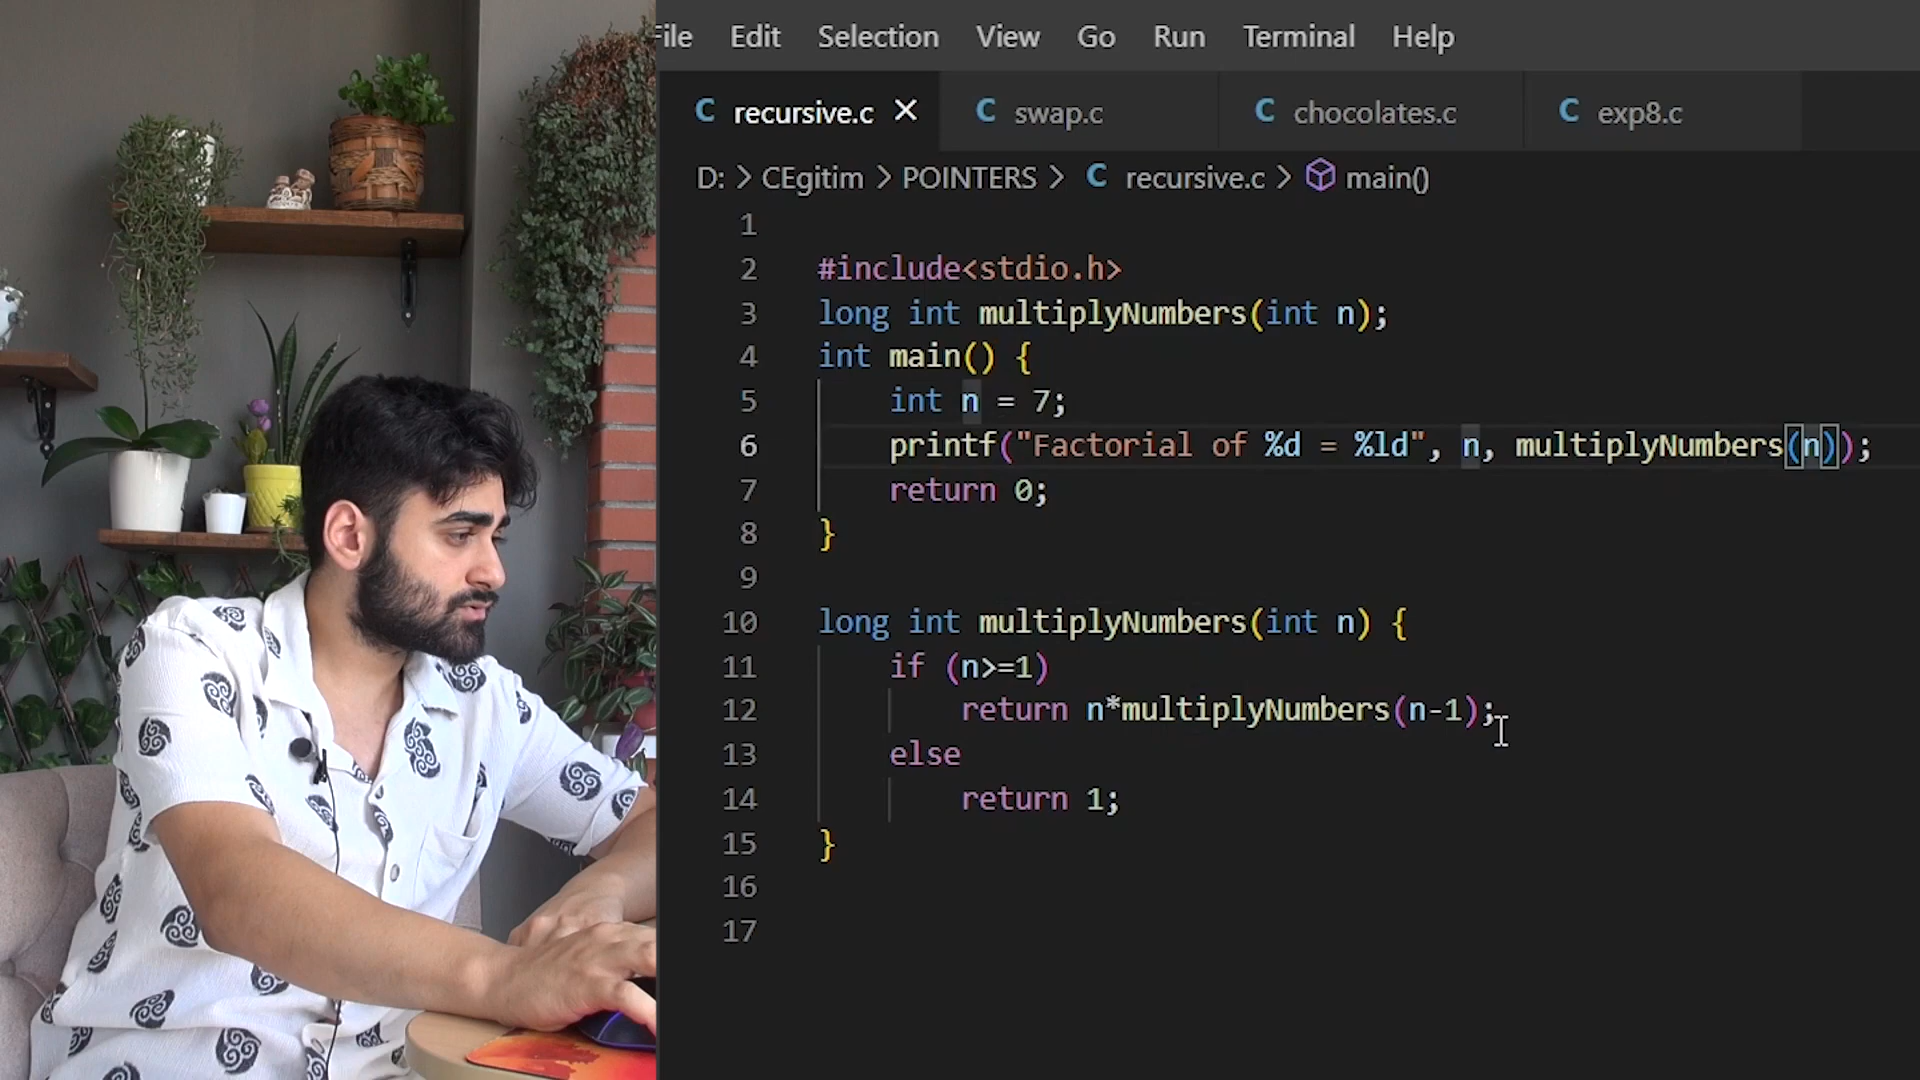 File Edit Selection View Go Run Terminal Help
C recursive.c × C swap.c C chocolates.c C exp8.c
D: > CEgitim > POINTERS > C recursive.c > main()
1
2 #include<stdio.h>
3 long int multiplyNumbers(int n);
4 int main() {
5 int n = 7;
6 printf("Factorial of %d = %ld", n, multiplyNumbers(n));
7 return 0;
8 }
9
10 long int multiplyNumbers(int n) {
11 if (n>=1)
12 return n*multiplyNumbers(n-1);
13 else
14 return 1;
15 }
16
17